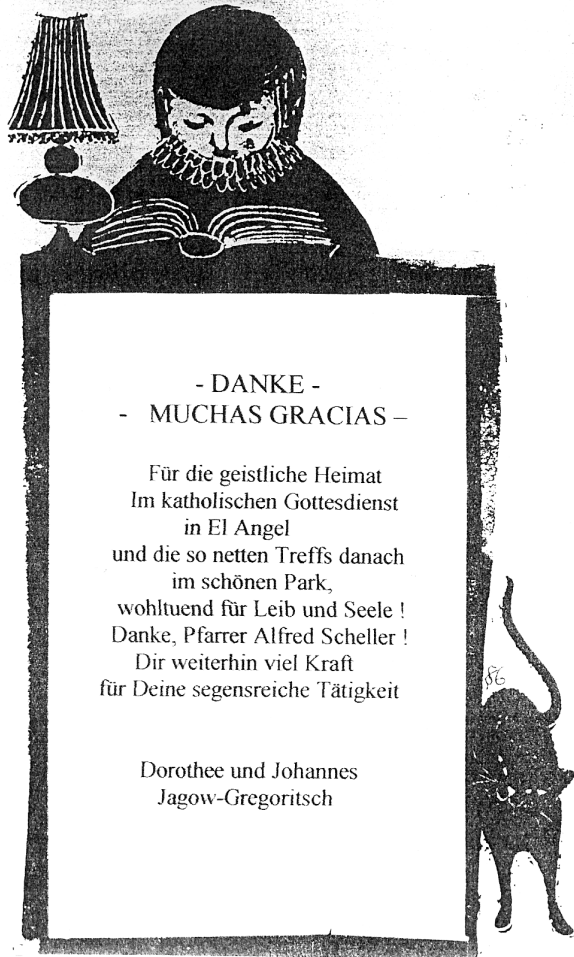 - DANKE -
- MUCHAS GRACIAS –
Für die geistliche Heimat
Im katholischen Gottesdienst
in El Angel
und die so netten Treffs danach
im schönen Park,
wohltuend für Leib und Seele !
Danke, Pfarrer Alfred Scheller !
Dir weiterhin viel Kraft
für Deine segensreiche Tätigkeit
Dorothee und Johannes
Jagow-Gregoritsch